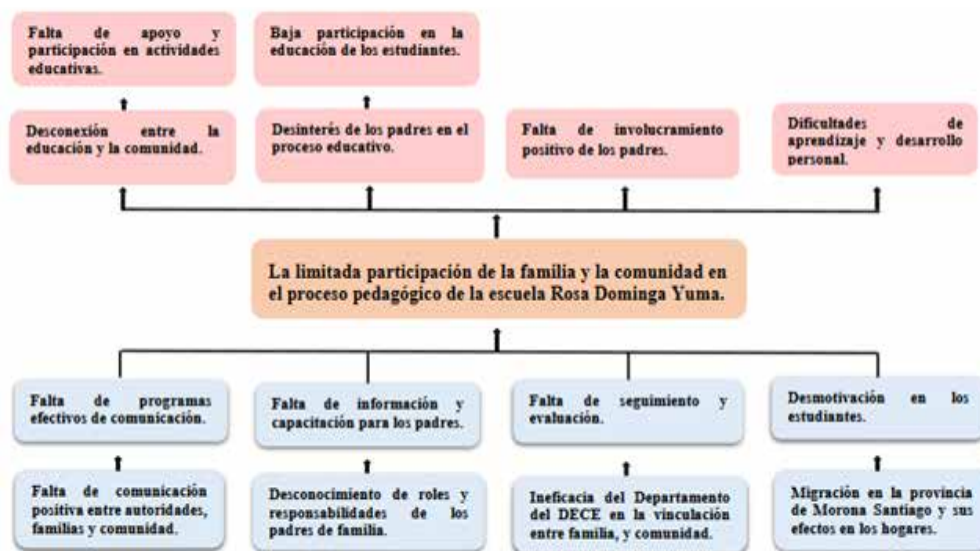 Falta de apoyo y
participación en actividades
educativas.
Baja participación en la
educación de los estudiantes.
Desconexión entre la
educación y la comunidad.
Desinterés de los padres en el
proceso educativo.
Falta de involucramiento
positivo de los padres.
Dificultades de
aprendizaje y desarrollo
personal.
La limitada participación de la familia y la comunidad en
el proceso pedagógico de la escuela Rosa Dominga Yuma.
Falta de programas
efectivos de comunicación.
Falta de información y
capacitación para los padres.
Falta de seguimiento y
evaluación.
Desmotivación en los
estudiantes.
Falta de comunicación
positiva entre autoridades,
familias y comunidad.
Desconocimiento de roles y
responsabilidades de los
padres de familia.
Ineficacia del Departamento
del DECE en la vinculación
entre familia, y comunidad.
Migración en la provincia
de Morona Santiago y sus
efectos en los hogares.